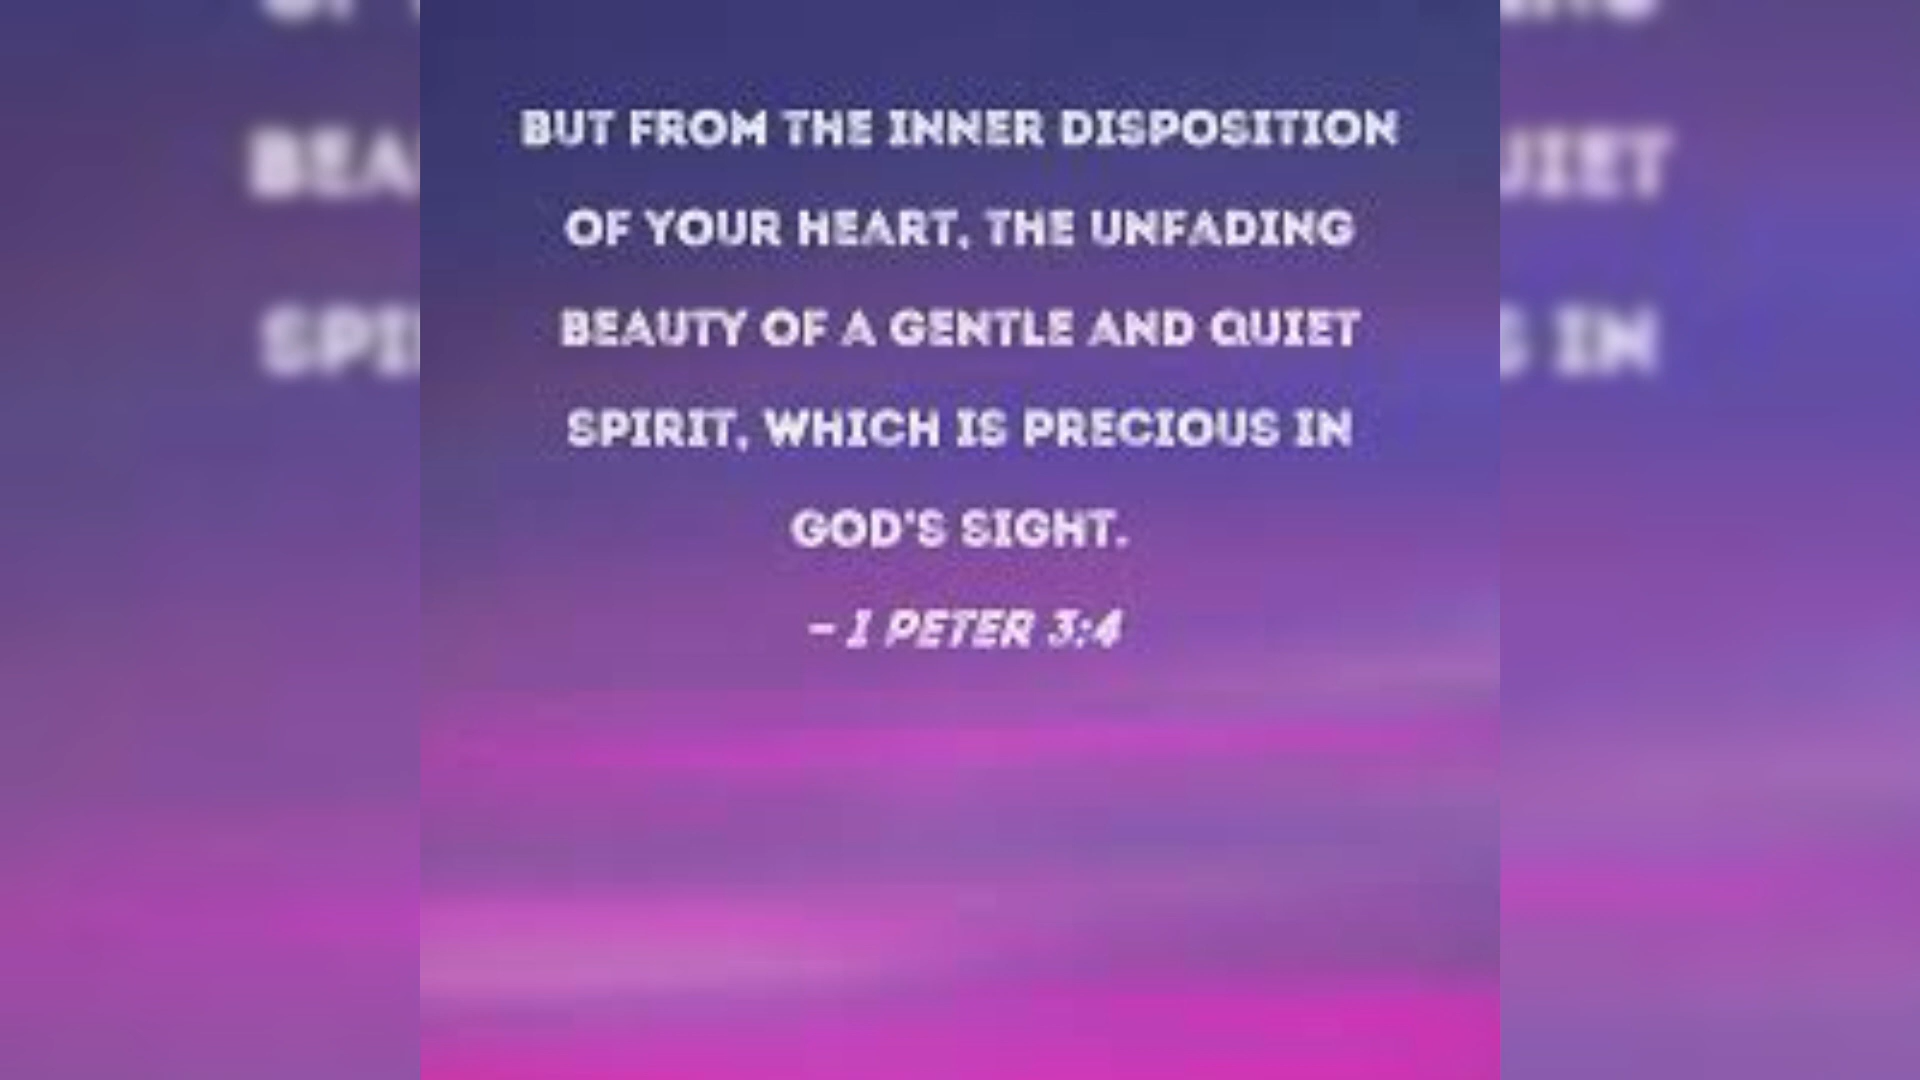 BUT FROM THE INNER DISPOSITION
OF YOUR HEART, THE UNFADING
BEAUTY OF A GENTLE AND QUIET
SPIRIT, WHICH IS PRECIOUS IN
GOD'S SIGHT.
– 1 PETER 3:4